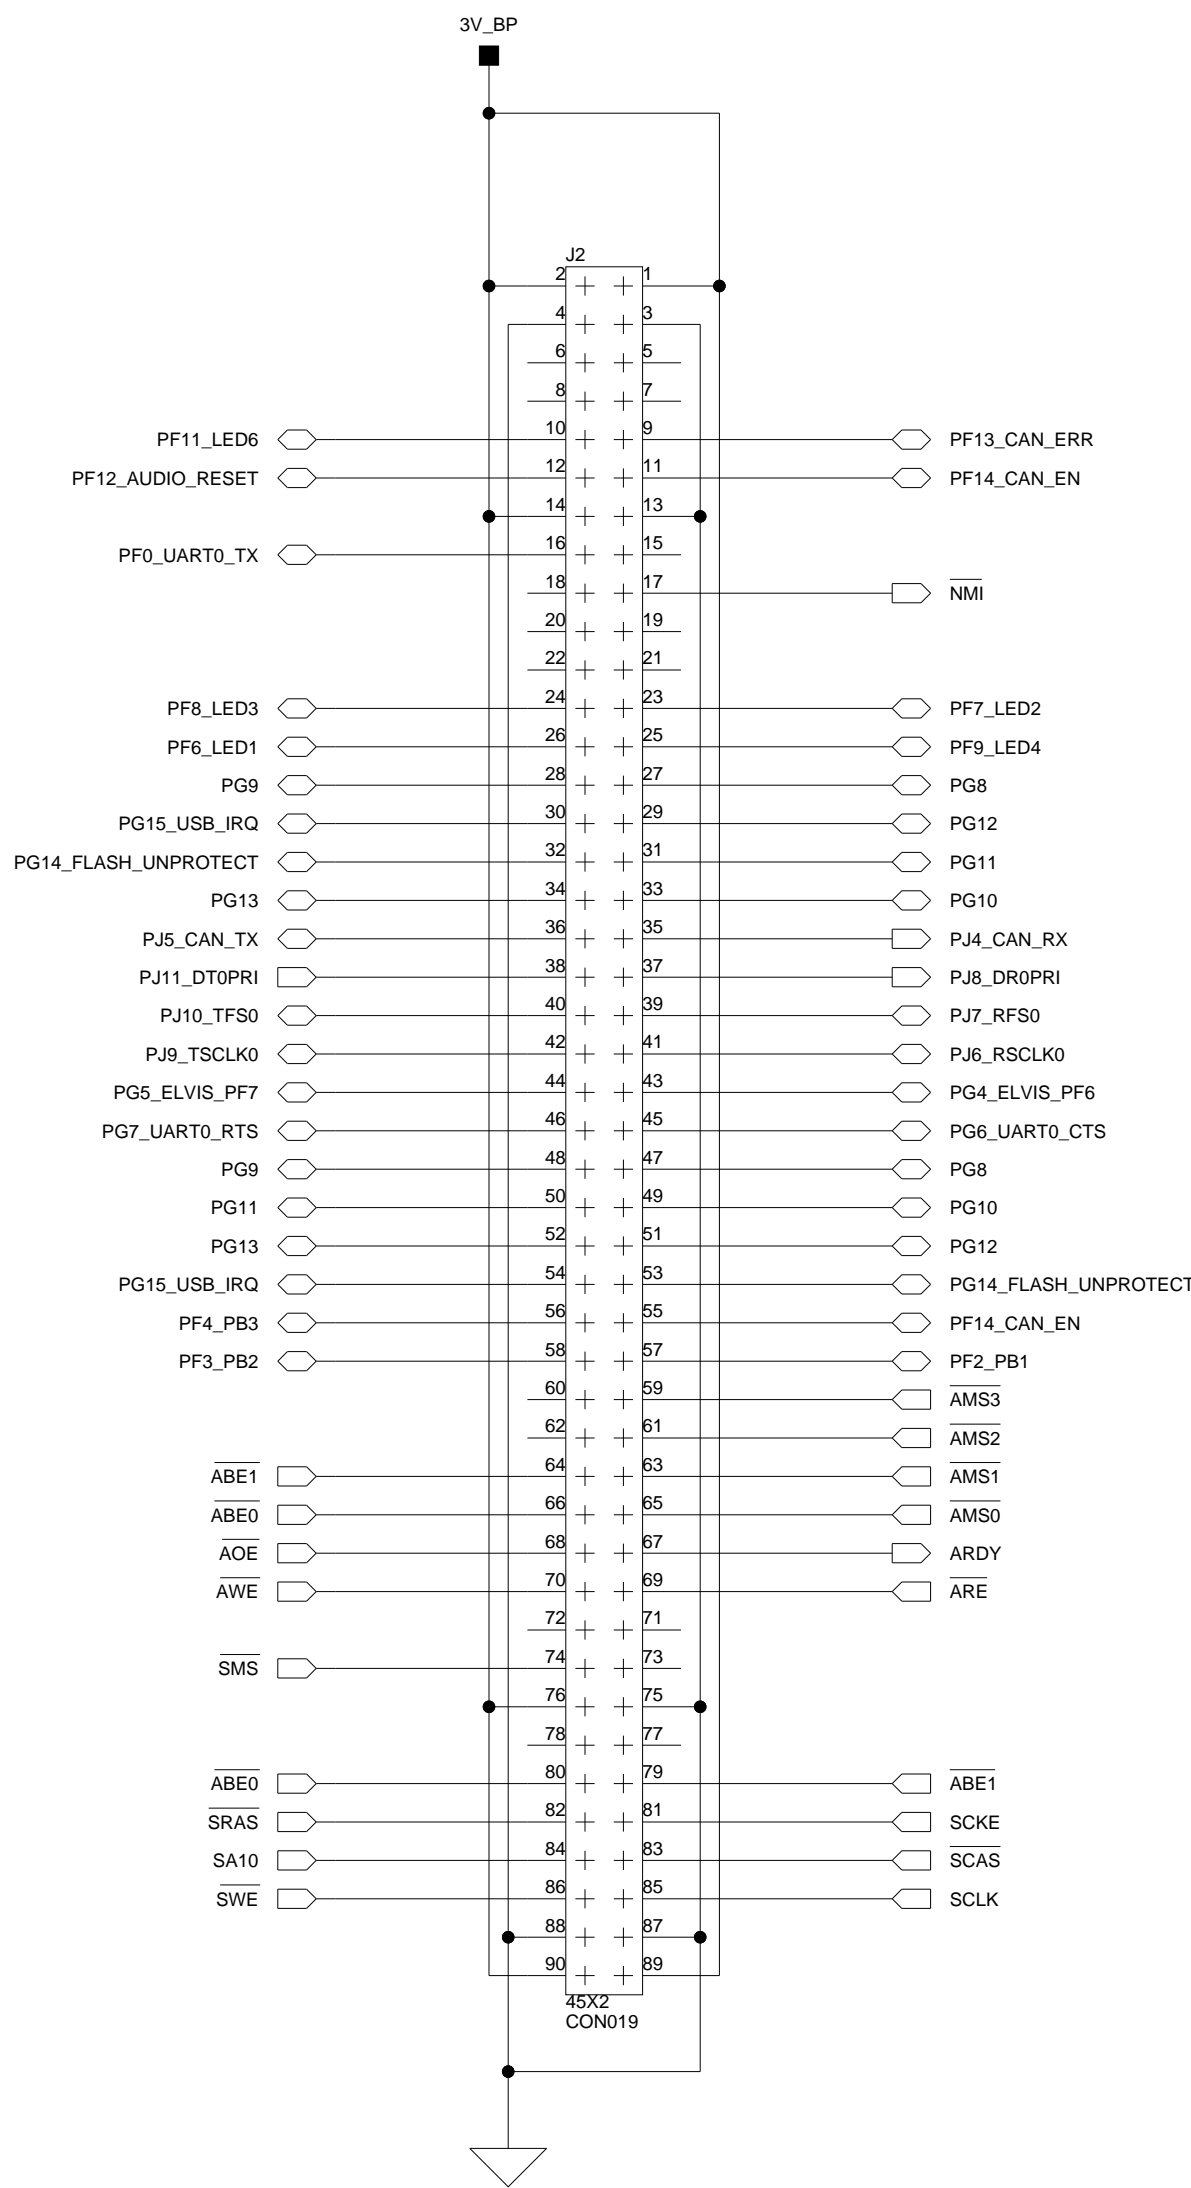 3V_BP
J2
2 1
4 3
6 5
8 7
PF11_LED6 10 9 PF13_CAN_ERR
PF12_AUDIO_RESET 12 11 PF14_CAN_EN
14 13
PF0_UART0_TX 16 15
18 17 NMI
20 19
22 21
PF8_LED3 24 23 PF7_LED2
PF6_LED1 26 25 PF9_LED4
PG9 28 27 PG8
PG15_USB_IRQ 30 29 PG12
PG14_FLASH_UNPROTECT 32 31 PG11
PG13 34 33 PG10
PJ5_CAN_TX 36 35 PJ4_CAN_RX
PJ11_DT0PRI 38 37 PJ8_DR0PRI
PJ10_TFS0 40 39 PJ7_RFS0
PJ9_TSCLK0 42 41 PJ6_RSCLK0
PG5_ELVIS_PF7 44 43 PG4_ELVIS_PF6
PG7_UART0_RTS 46 45 PG6_UART0_CTS
PG9 48 47 PG8
PG11 50 49 PG10
PG13 52 51 PG12
PG15_USB_IRQ 54 53 PG14_FLASH_UNPROTECT
PF4_PB3 56 55 PF14_CAN_EN
PF3_PB2 58 57 PF2_PB1
60 59 AMS3
62 61 AMS2
ABE1 64 63 AMS1
ABE0 66 65 AMS0
AOE 68 67 ARDY
AWE 70 69 ARE
72 71
SMS 74 73
76 75
78 77
ABE0 80 79 ABE1
SRAS 82 81 SCKE
SA10 84 83 SCAS
SWE 86 85 SCLK
88 87
90 89
45X2
CON019